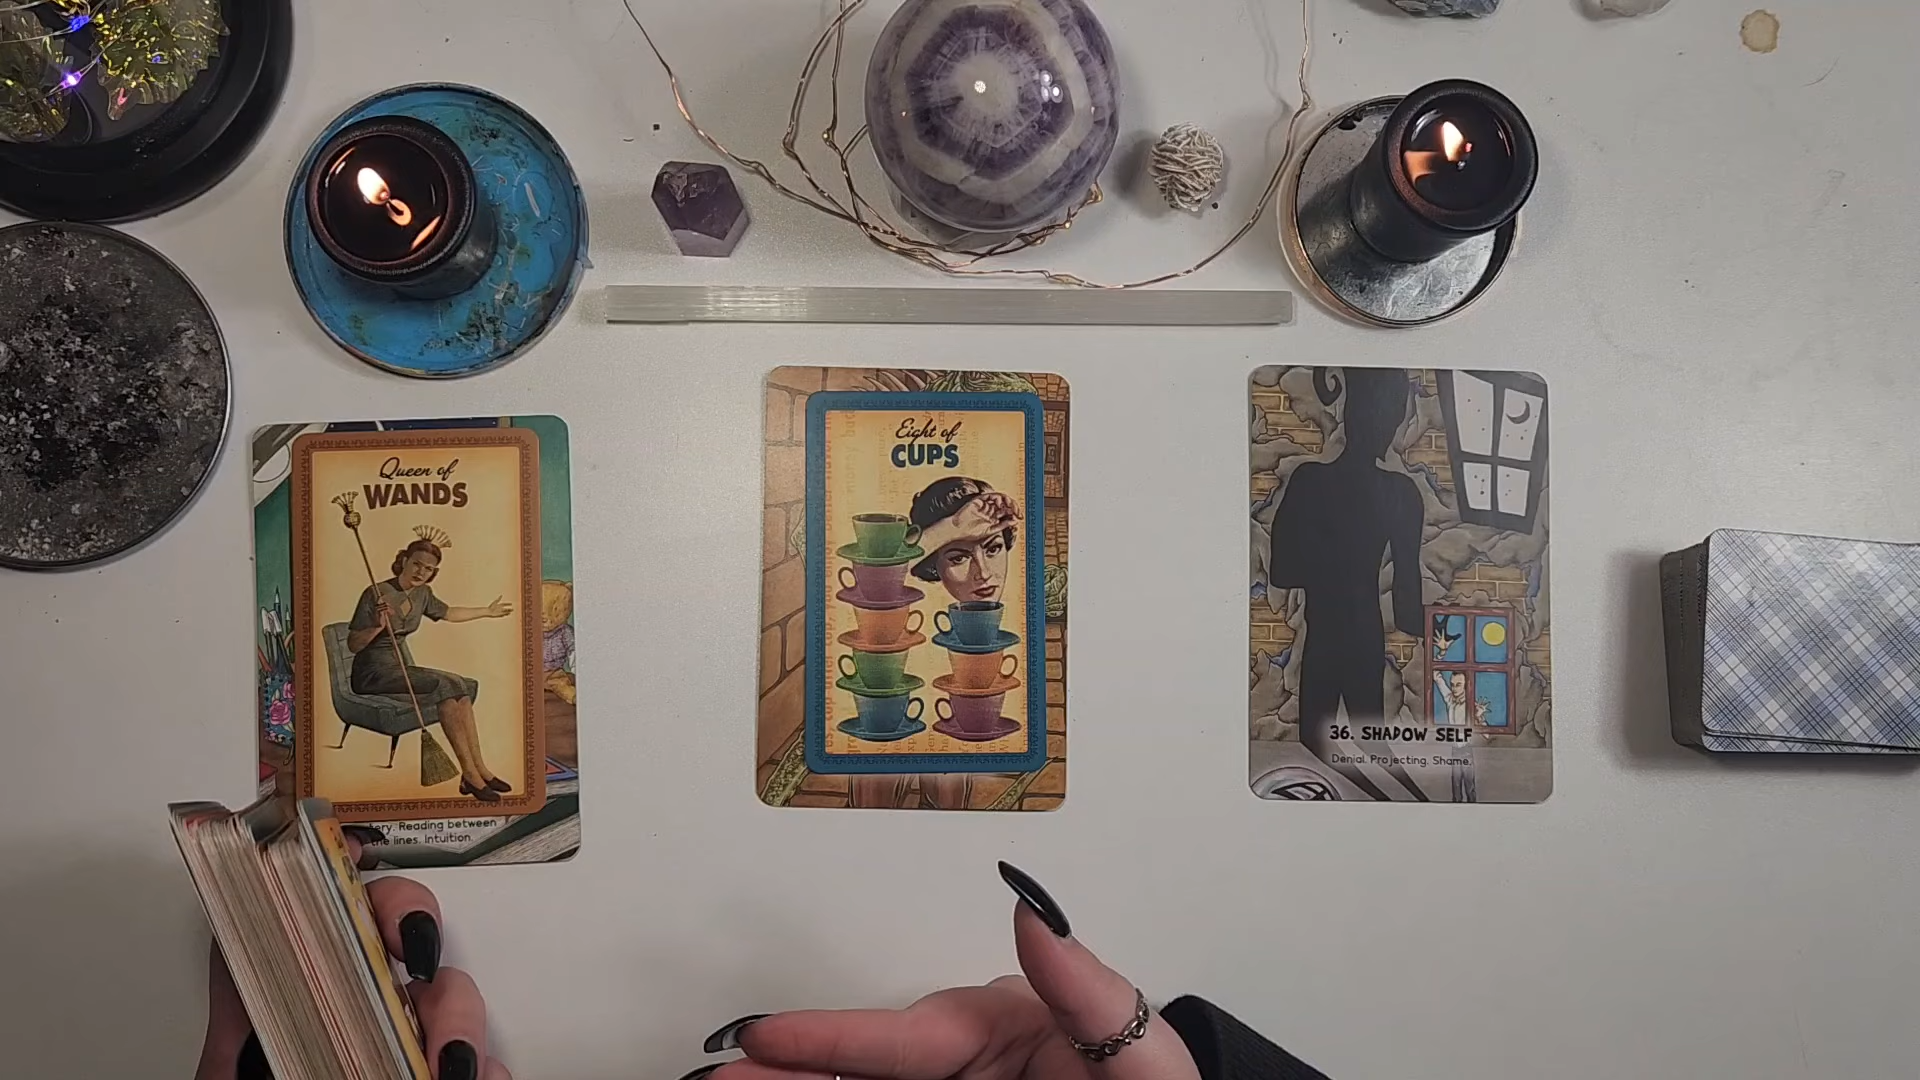 Queen of
WANDS
Reading between
the lines. Intuition.
Eight of
CUPS
36. SHADOW SELF
Denial. Projecting. Shame.